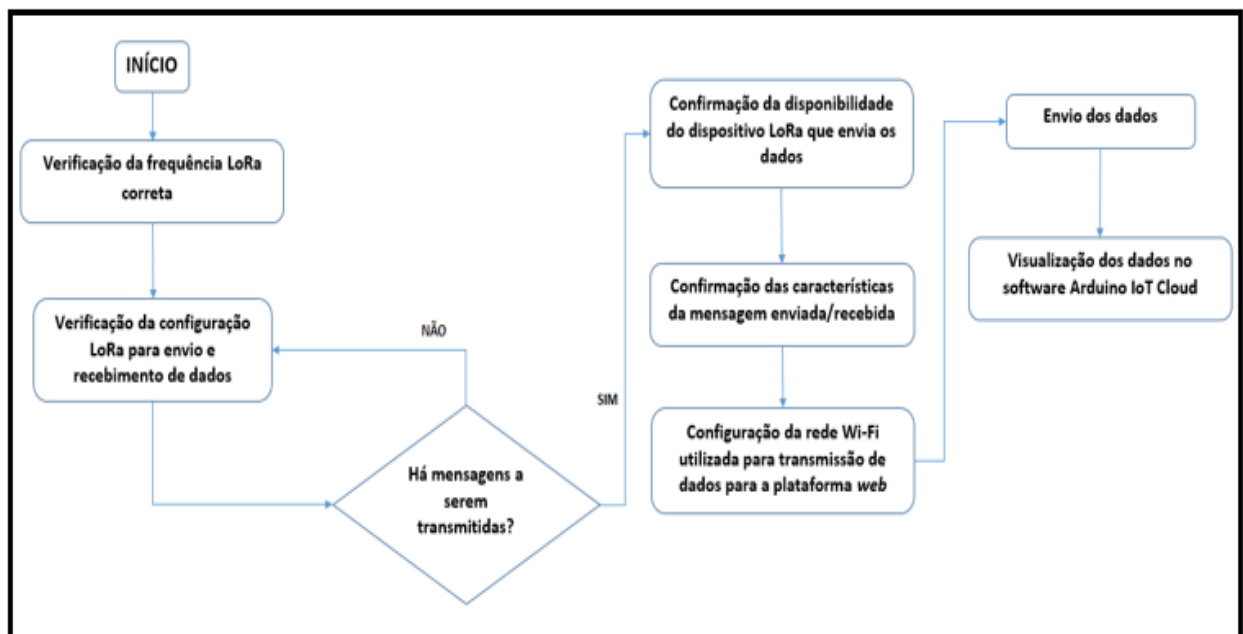 INÍCIO
Verificação da frequência LoRa
correta
Verificação da configuração
LoRa para envio e
recebimento de dados
NÃO
Há mensagens a
serem
transmitidas?
SIM
Confirmação da disponibilidade
do dispositivo LoRa que envia os
dados
Confirmação das características
da mensagem enviada/recebida
Configuração da rede Wi-Fi
utilizada para transmissão de
dados para a plataforma web
Envio dos dados
Visualização dos dados no
software Arduino IoT Cloud